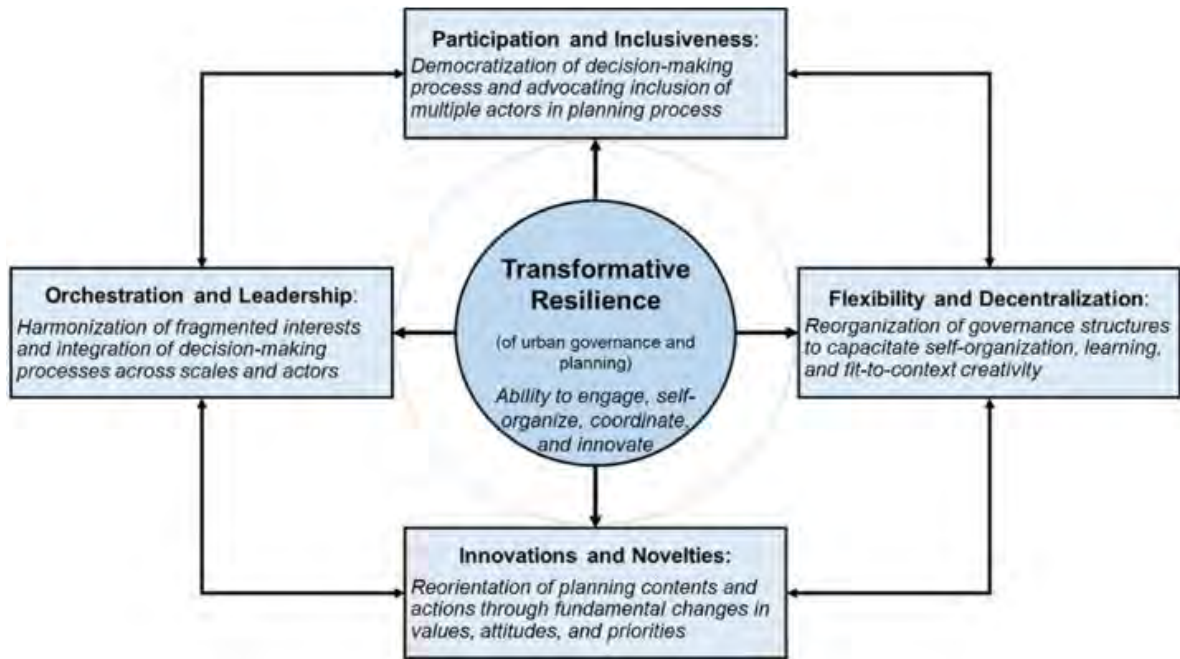 Participation and Inclusiveness:
Democratization of decision-making
process and advocating inclusion of
multiple actors in planning process
Transformative
Resilience
(of urban governance and
planning)
Ability to engage, self-
organize, coordinate,
and innovate
Orchestration and Leadership:
Harmonization of fragmented interests
and integration of decision-making
processes across scales and actors
Flexibility and Decentralization:
Reorganization of governance structures
to capacitate self-organization, learning,
and fit-to-context creativity
Innovations and Novelties:
Reorientation of planning contents and
actions through fundamental changes in
values, attitudes, and priorities